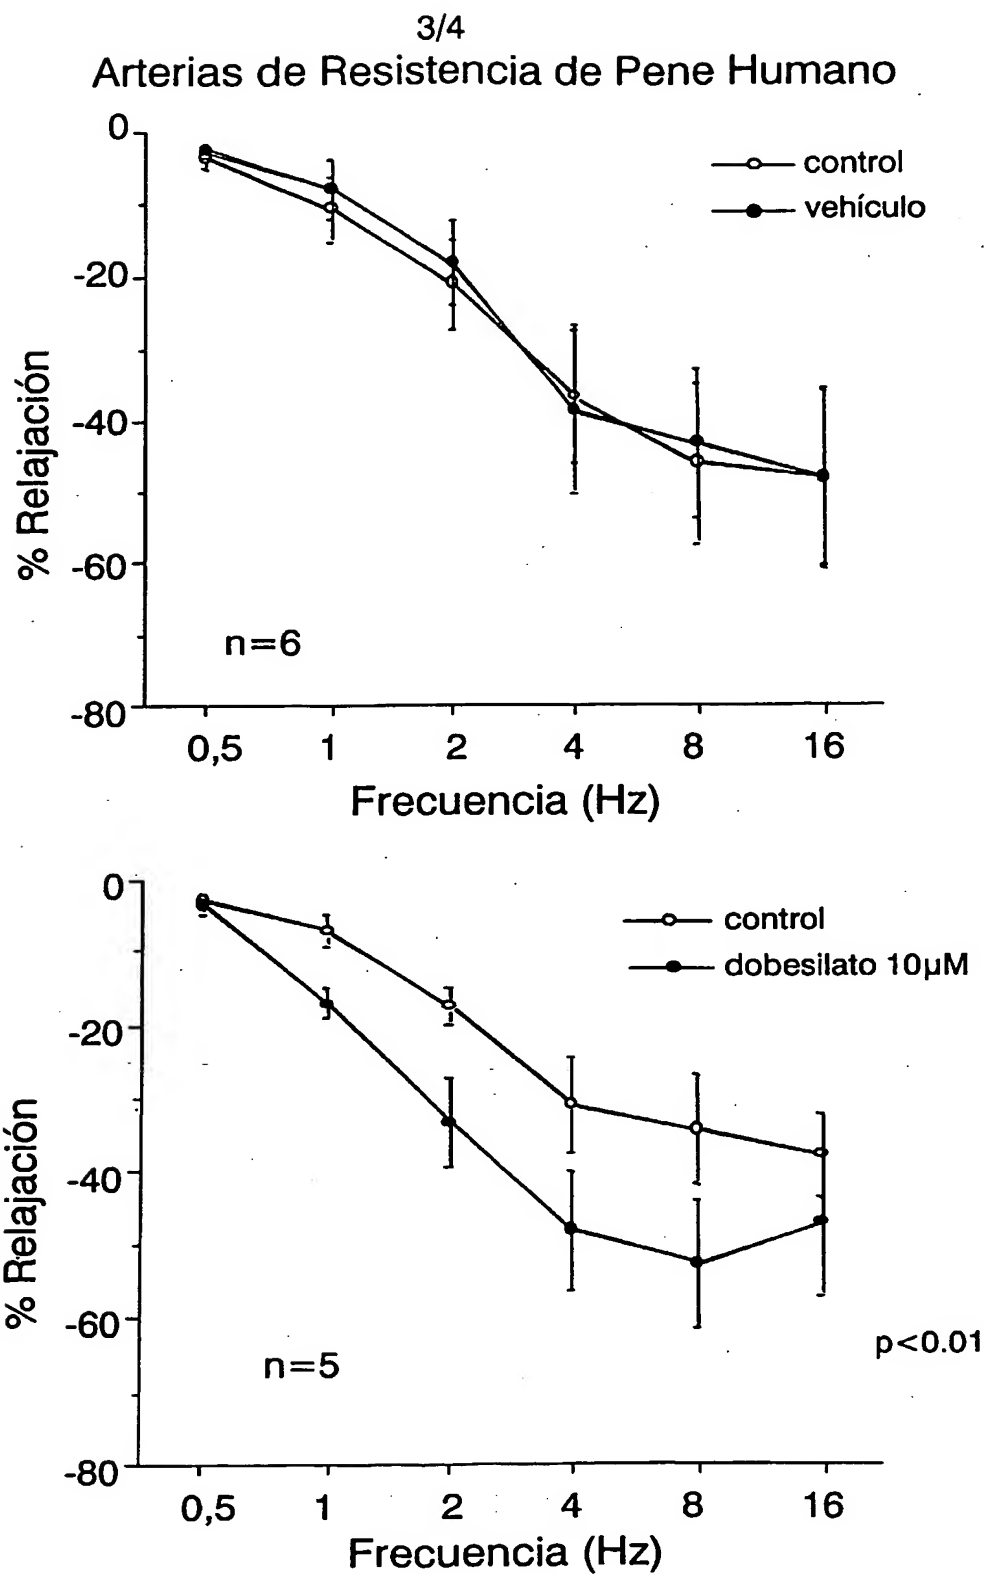 3/4
Arterias de Resistencia de Pene Humano
0
-20
-40
-60
-80
% Relajación
control
vehículo
n=6
0,5 1 2 4 8 16
Frecuencia (Hz)
0
-20
-40
-60
-80
% Relajación
control
dobesilato 10µM
n=5
p<0.01
0,5 1 2 4 8 16
Frecuencia (Hz)